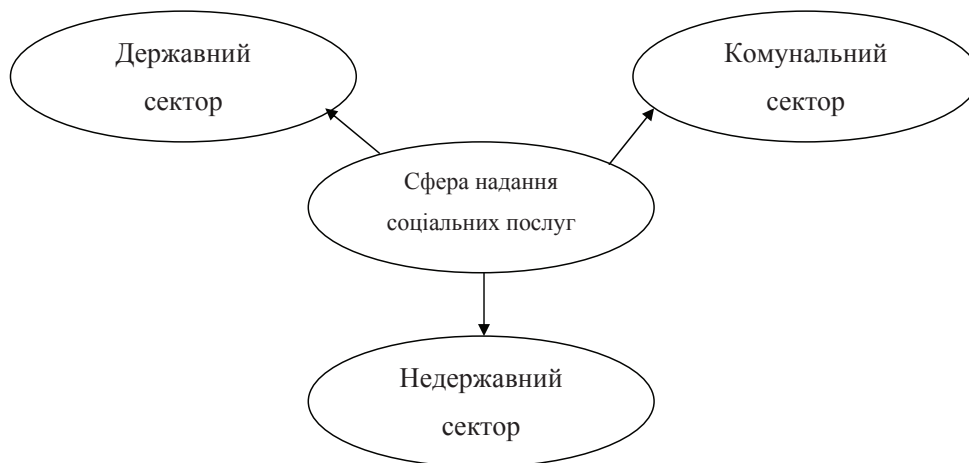 Державний
сектор
Комунальний
сектор
Сфера надання
соціальних послуг
Недержавний
сектор